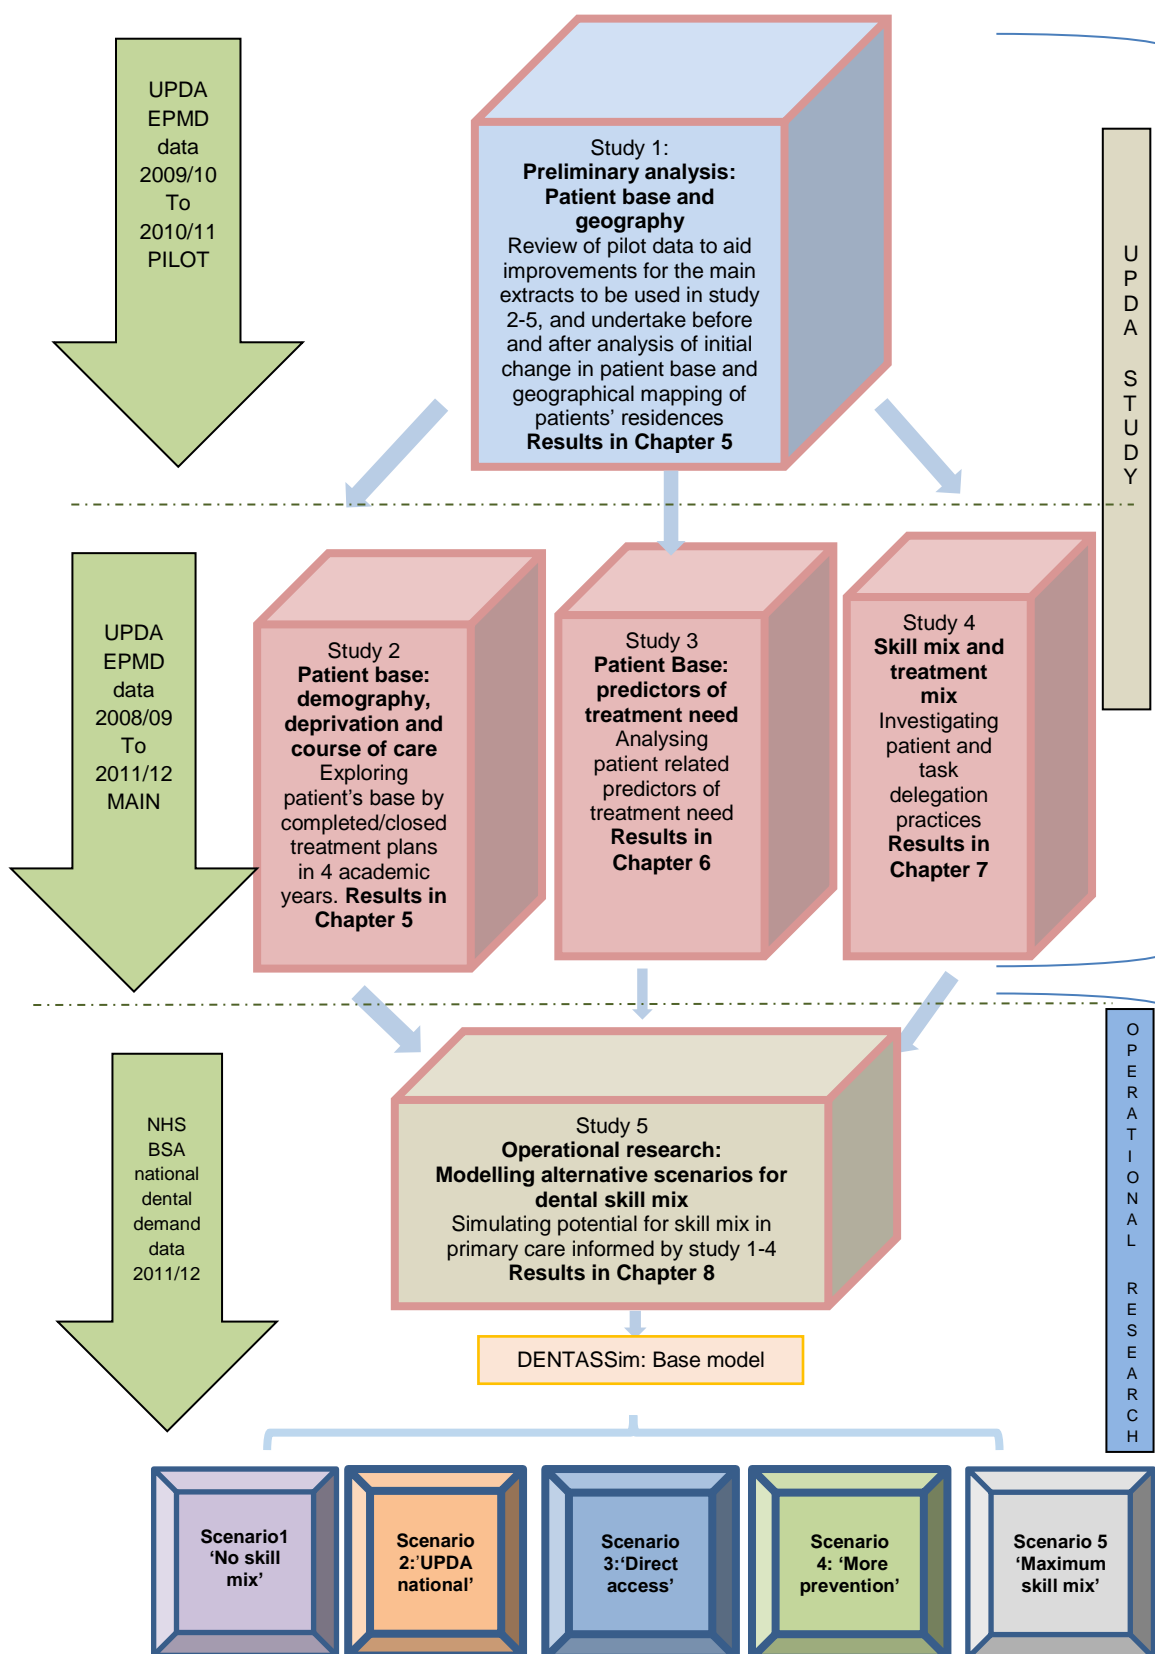 UPDA
EPMD
data
2009/10
To
2010/11
PILOT
Study 1:
Preliminary analysis:
Patient base and
geography
Review of pilot data to aid
improvements for the main
extracts to be used in study
2-5, and undertake before
and after analysis of initial
change in patient base and
geographical mapping of
patients’ residences
Results in Chapter 5
U
P
D
A
S
T
U
D
Y
UPDA
EPMD
data
2008/09
To
2011/12
MAIN
Study 2
Patient base:
demography,
deprivation and
course of care
Exploring
patient’s base by
completed/closed
treatment plans
in 4 academic
years. Results in
Chapter 5
Study 3
Patient Base:
predictors of
treatment need
Analysing
patient related
predictors of
treatment need
Results in
Chapter 6
Study 4
Skill mix and
treatment
mix
Investigating
patient and
task
delegation
practices
Results in
Chapter 7
NHS
BSA
national
dental
demand
data
2011/12
Study 5
Operational research:
Modelling alternative scenarios for
dental skill mix
Simulating potential for skill mix in
primary care informed by study 1-4
Results in Chapter 8
O
P
E
R
A
T
I
O
N
A
L
R
E
S
E
A
R
C
H
DENTASSim: Base model
Scenario1
‘No skill
mix’
Scenario
2:’UPDA
national’
Scenario
3:‘Direct
access’
Scenario
4: ‘More
prevention’
Scenario 5
‘Maximum
skill mix’